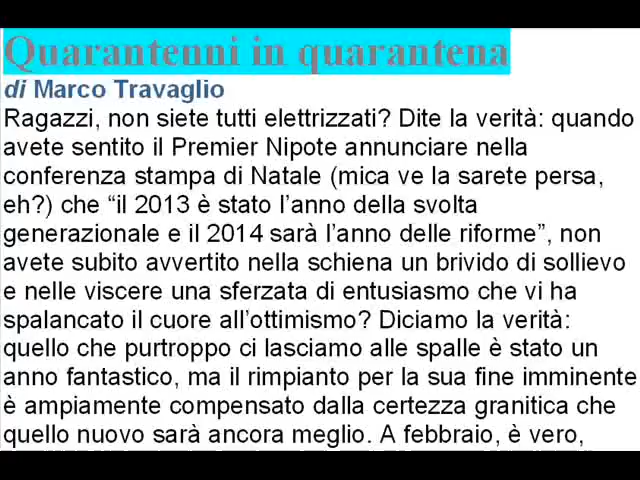 Quarantenni in quarantena
di Marco Travaglio
Ragazzi, non siete tutti elettrizzati? Dite la verità: quando
avete sentito il Premier Nipote annunciare nella
conferenza stampa di Natale (mica ve la sarete persa,
eh?) che “il 2013 è stato l’anno della svolta
generazionale e il 2014 sarà l’anno delle riforme”, non
avete subito avvertito nella schiena un brivido di sollievo
e nelle viscere una sferzata di entusiasmo che vi ha
spalancato il cuore all’ottimismo? Diciamo la verità:
quello che purtroppo ci lasciamo alle spalle è stato un
anno fantastico, ma il rimpianto per la sua fine imminente
è ampiamente compensato dalla certezza granitica che
quello nuovo sarà ancora meglio. A febbraio, è vero,